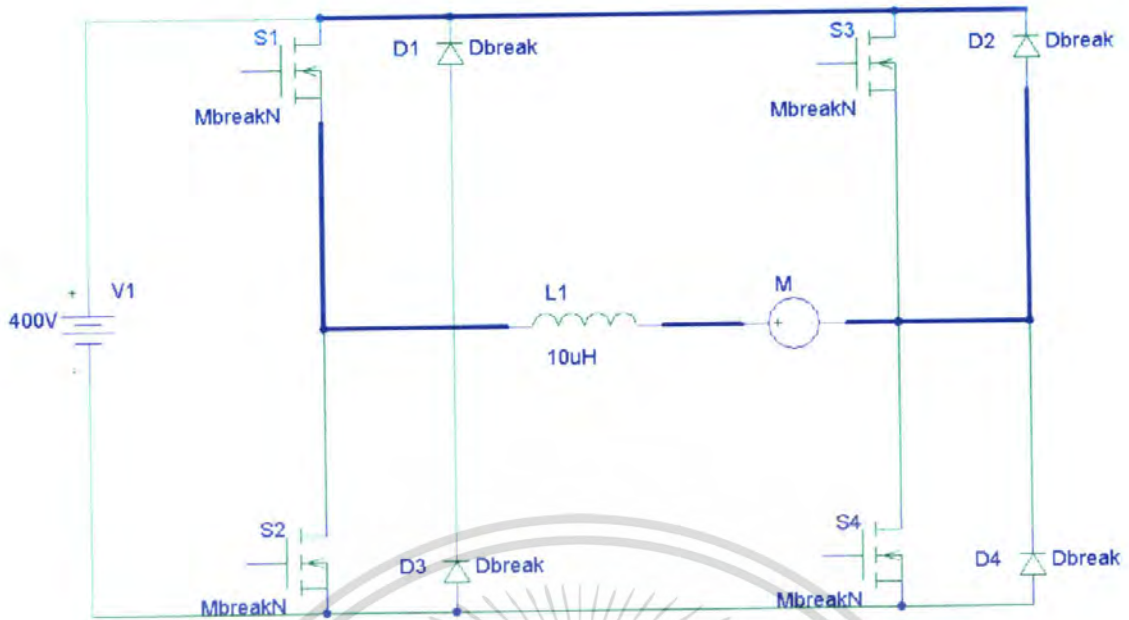 S1
D1
Dbreak
MbreakN
S3
D2
Dbreak
MbreakN
+
V1
400V
-
L1
10uH
M
+
S2
D3
Dbreak
MbreakN
S4
D4
Dbreak
MbreakN